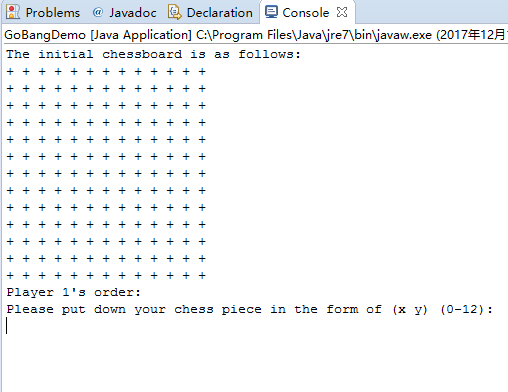 Problems @ Javadoc Declaration Console
GoBangDemo [Java Application] C:\Program Files\Java\jre7\bin\javaw.exe (2017年12月
The initial chessboard is as follows:
+ + + + + + + + + + + + +
+ + + + + + + + + + + + +
+ + + + + + + + + + + + +
+ + + + + + + + + + + + +
+ + + + + + + + + + + + +
+ + + + + + + + + + + + +
+ + + + + + + + + + + + +
+ + + + + + + + + + + + +
+ + + + + + + + + + + + +
+ + + + + + + + + + + + +
+ + + + + + + + + + + + +
+ + + + + + + + + + + + +
+ + + + + + + + + + + + +
Player 1's order:
Please put down your chess piece in the form of (x y) (0-12):